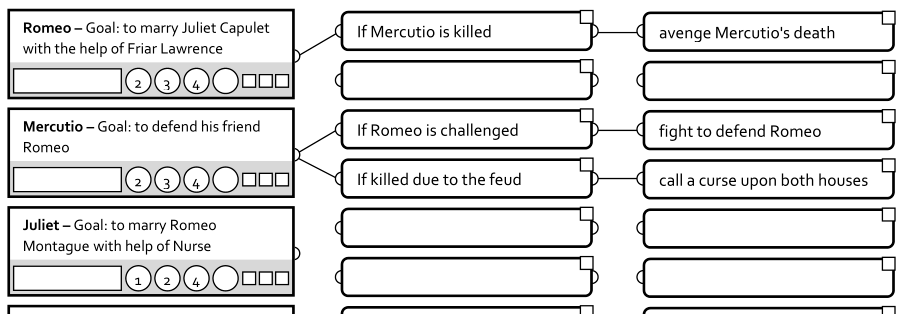 Romeo – Goal: to marry Juliet Capulet
with the help of Friar Lawrence
2 3 4
If Mercutio is killed
avenge Mercutio's death
Mercutio – Goal: to defend his friend
Romeo
2 3 4
If Romeo is challenged
fight to defend Romeo
If killed due to the feud
call a curse upon both houses
Juliet – Goal: to marry Romeo
Montague with help of Nurse
1 2 4